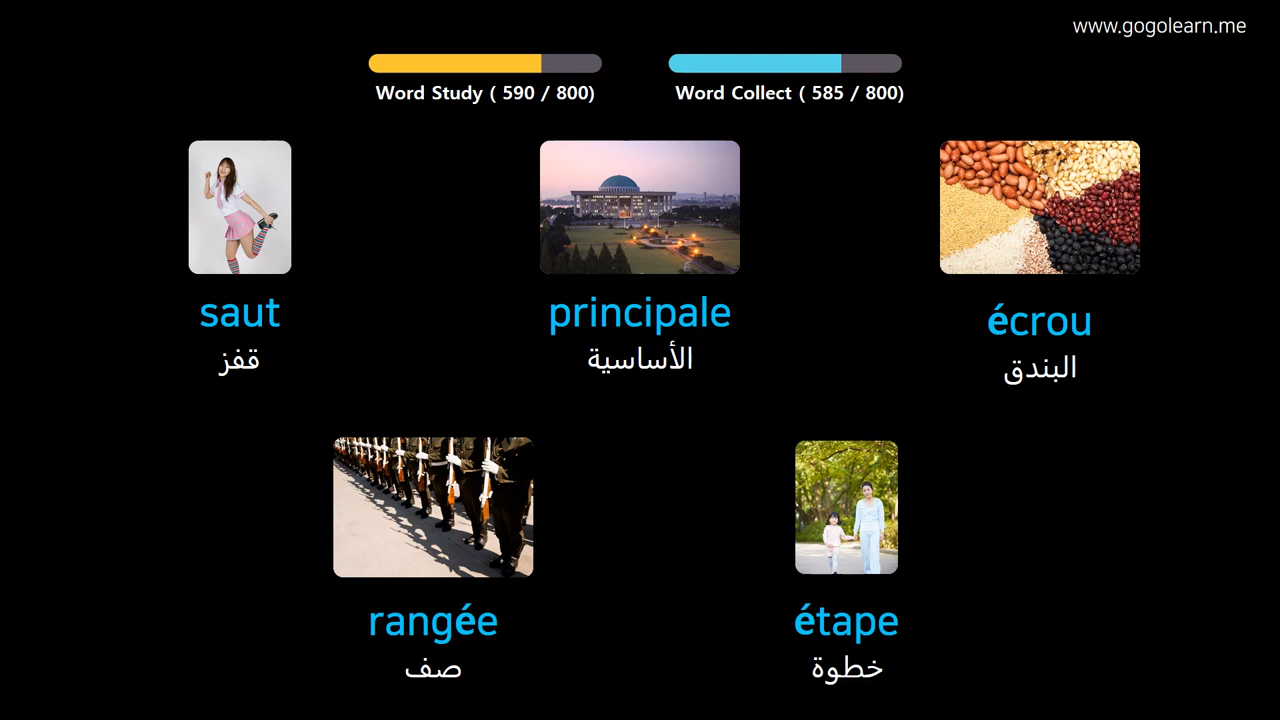 www.gogolearn.me
Word Study ( 590 / 800)
Word Collect ( 585 / 800)
saut
قفز
principale
الأساسية
écrou
البندق
rangée
صف
étape
خطوة